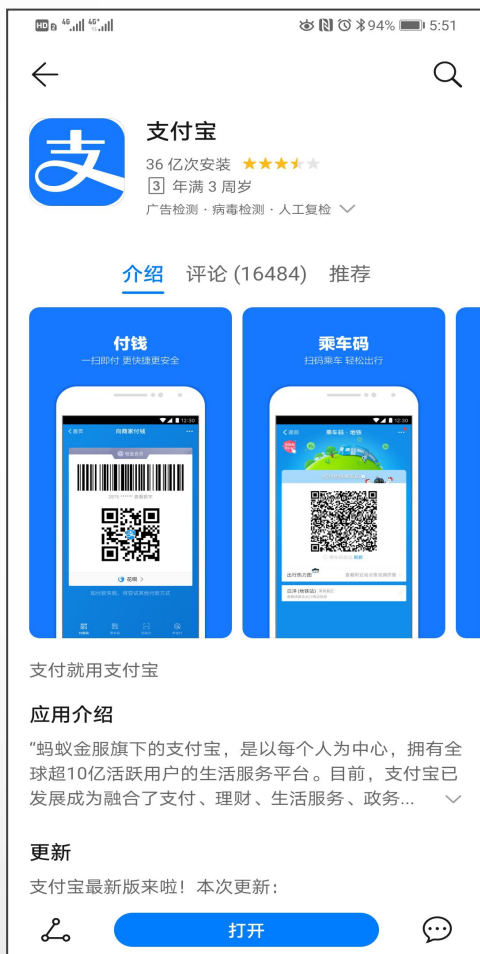 HD 2 4G 4G+ 94% 5:51
支付宝
36 亿次安装
3 年满 3 周岁
广告检测 · 病毒检测 · 人工复检
介绍 评论 (16484) 推荐
付钱
一扫即付 更快捷更安全
12:30
向商家付钱
花呗
乘车码
扫码乘车 轻松出行
12:30
乘车码 · 地铁
出行热力图
支付就用支付宝
应用介绍
“蚂蚁金服旗下的支付宝，是以每个人为中心，拥有全
球超10亿活跃用户的生活服务平台。目前，支付宝已
发展成为融合了支付、理财、生活服务、政务...
更新
支付宝最新版来啦！本次更新：
打开